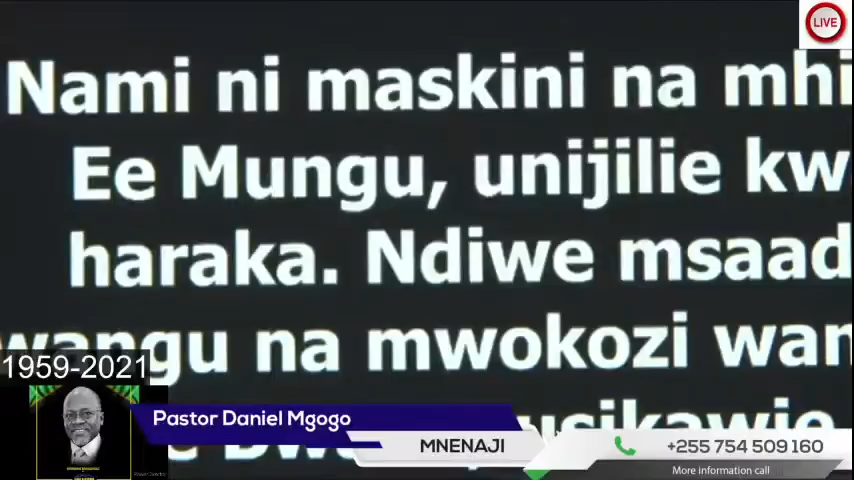 LIVE
Nami ni maskini na mhi
Ee Mungu, unijilie kw
haraka. Ndiwe msaad
wangu na mwokozi wan
usikawie
1959-2021
Pastor Daniel Mgogo
MNENAJI
+255 754 509 160
More information call